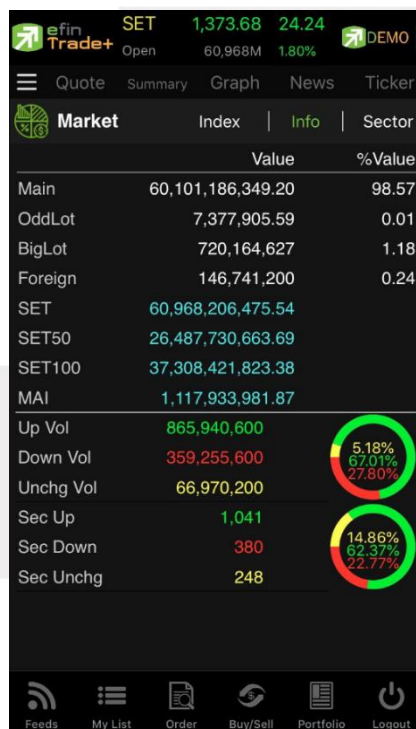 efin Trade+ SET 1,373.68 24.24 DEMO
Open 60,968M 1.80%
Quote Summary Graph News Ticker
Market Index | Info | Sector
Value %Value
Main 60,101,186,349.20 98.57
OddLot 7,377,905.59 0.01
BigLot 720,164,627 1.18
Foreign 146,741,200 0.24
SET 60,968,206,475.54
SET50 26,487,730,663.69
SET100 37,308,421,823.38
MAI 1,117,933,981.87
Up Vol 865,940,600 5.18%
Down Vol 359,255,600 67.01%
Unchg Vol 66,970,200 27.80%
Sec Up 1,041 14.86%
Sec Down 380 62.37%
Sec Unchg 248 22.77%
Feeds My List Order Buy/Sell Portfolio Logout